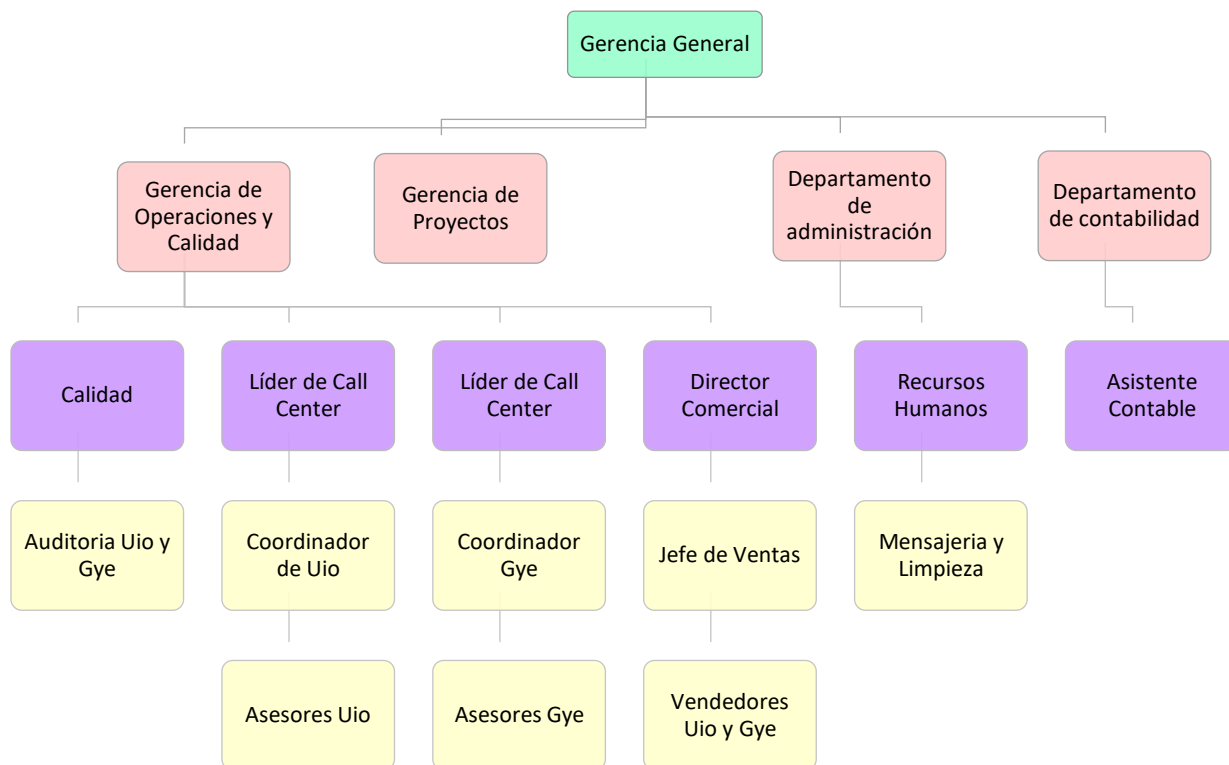 Gerencia General
Gerencia de
Operaciones y
Calidad
Gerencia de
Proyectos
Departamento
de
administración
Departamento
de contabilidad
Calidad
Líder de Call
Center
Líder de Call
Center
Director
Comercial
Recursos
Humanos
Asistente
Contable
Auditoria Uio y
Gye
Coordinador
de Uio
Coordinador
Gye
Jefe de Ventas
Mensajeria y
Limpieza
Asesores Uio
Asesores Gye
Vendedores
Uio y Gye